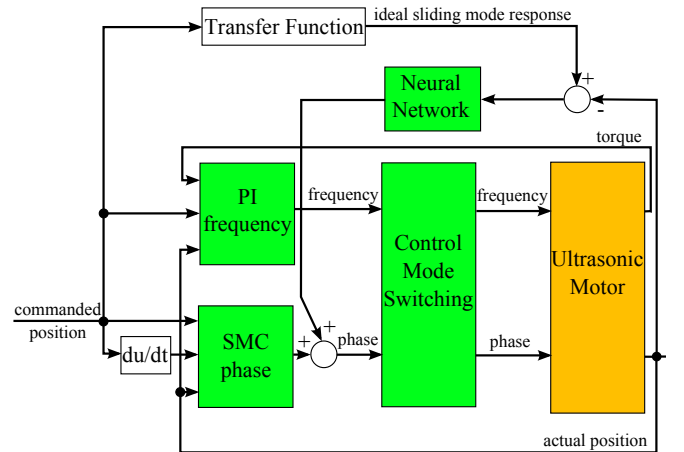 ideal sliding mode response
Transfer Function
+
-
Neural
Network
torque
PI
frequency
frequency
Control
Mode
Switching
frequency
Ultrasonic
Motor
commanded
position
du/dt
SMC
phase
+
+
phase
phase
actual position